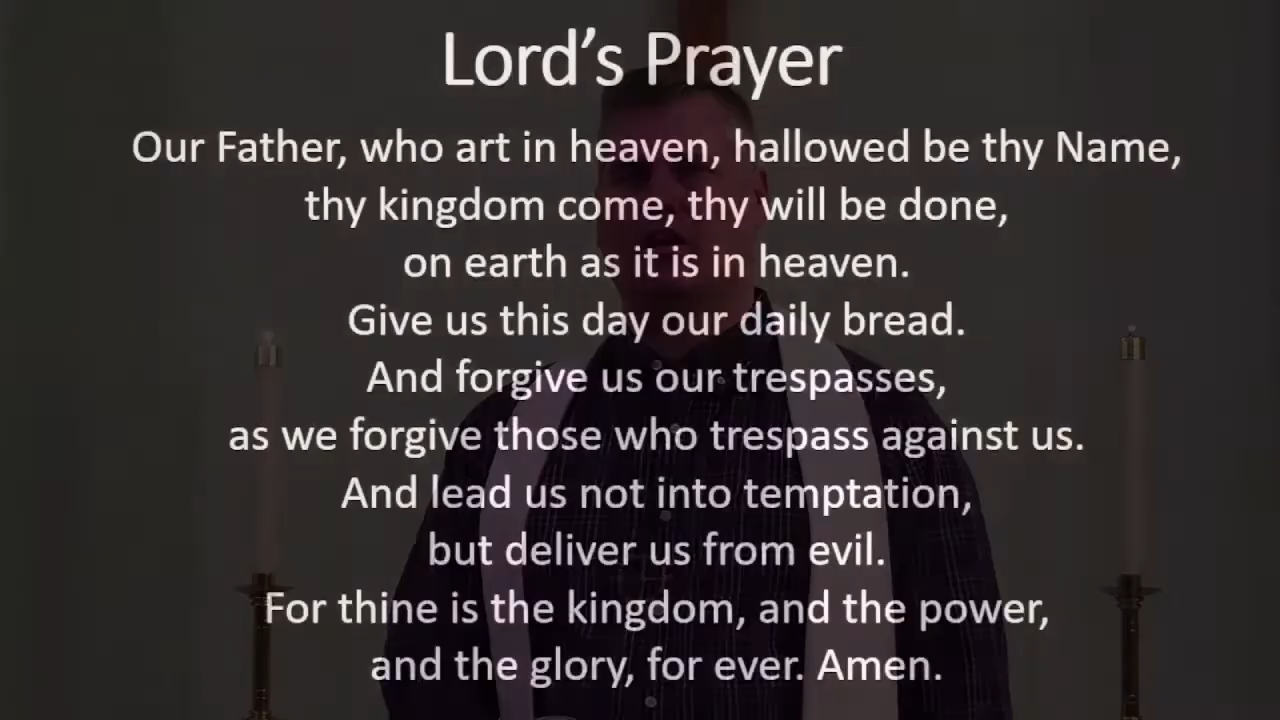 Lord’s Prayer
Our Father, who art in heaven, hallowed be thy Name,
thy kingdom come, thy will be done,
on earth as it is in heaven.
Give us this day our daily bread.
And forgive us our trespasses,
as we forgive those who trespass against us.
And lead us not into temptation,
but deliver us from evil.
For thine is the kingdom, and the power,
and the glory, for ever. Amen.